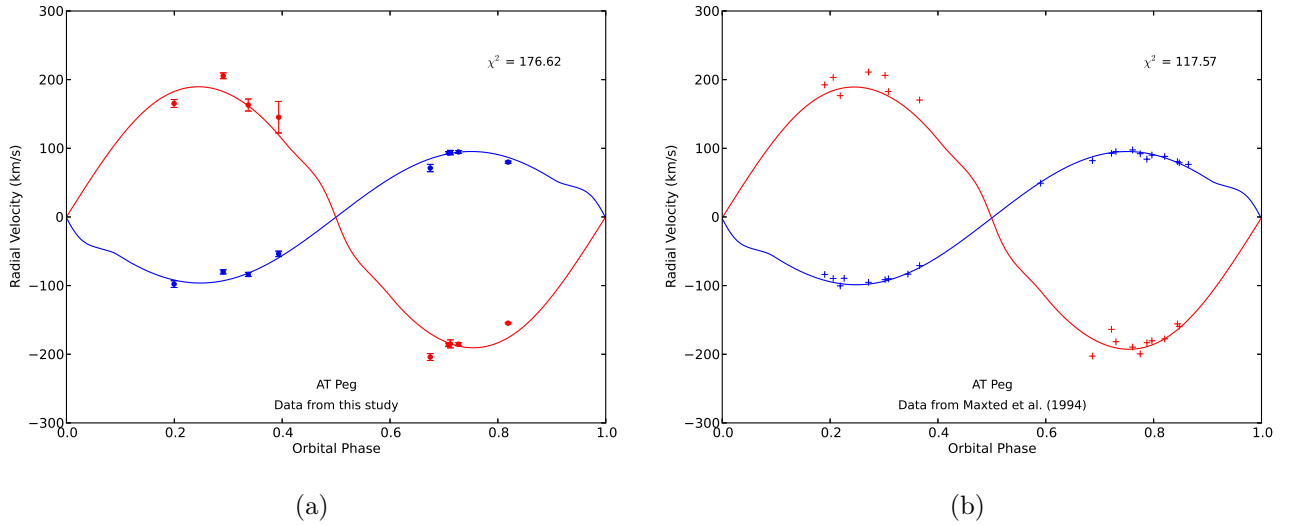 300
200
100
0
−100
−200
−300
Radial Velocity (km/s)
χ² = 176.62
AT Peg
Data from this study
0.0 0.2 0.4 0.6 0.8 1.0
Orbital Phase
(a)
300
200
100
0
−100
−200
−300
Radial Velocity (km/s)
χ² = 117.57
AT Peg
Data from Maxted et al. (1994)
0.0 0.2 0.4 0.6 0.8 1.0
Orbital Phase
(b)